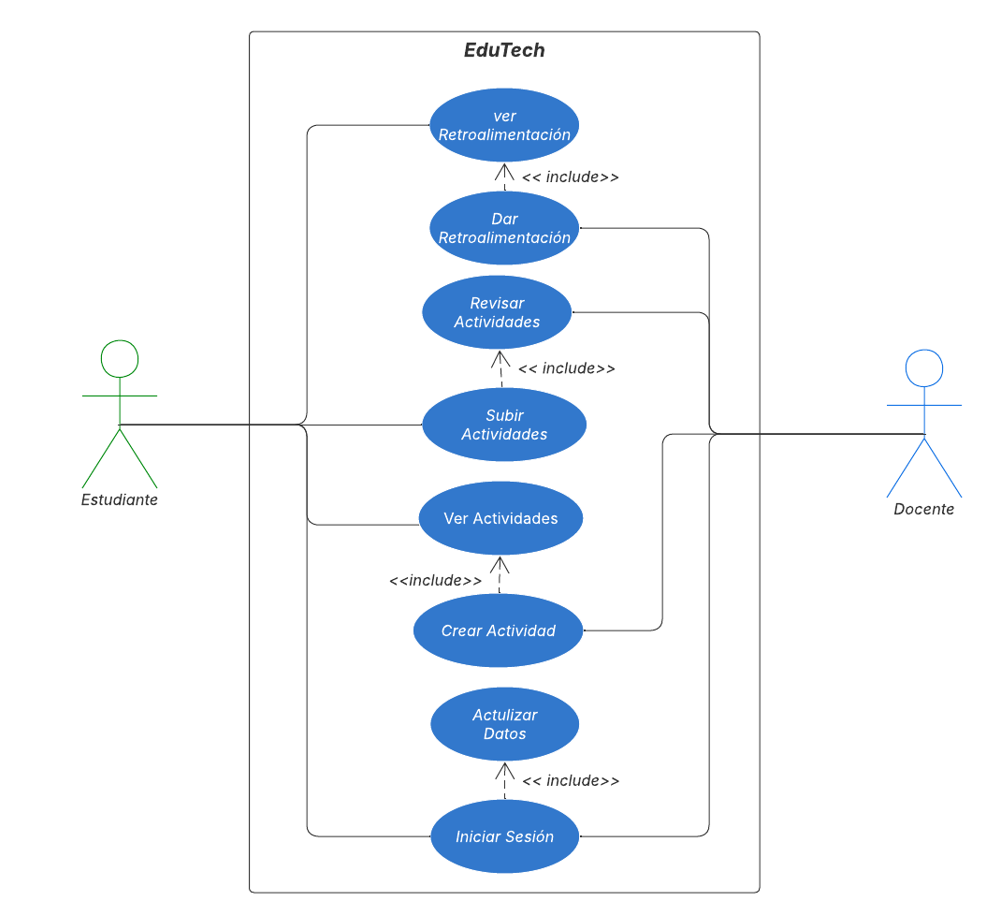 EduTech
ver
Retroalimentación
<< include>>
Dar
Retroalimentación
Revisar
Actividades
<< include>>
Subir
Actividades
Estudiante
Docente
Ver Actividades
<<include>>
Crear Actividad
Actulizar
Datos
<< include>>
Iniciar Sesión